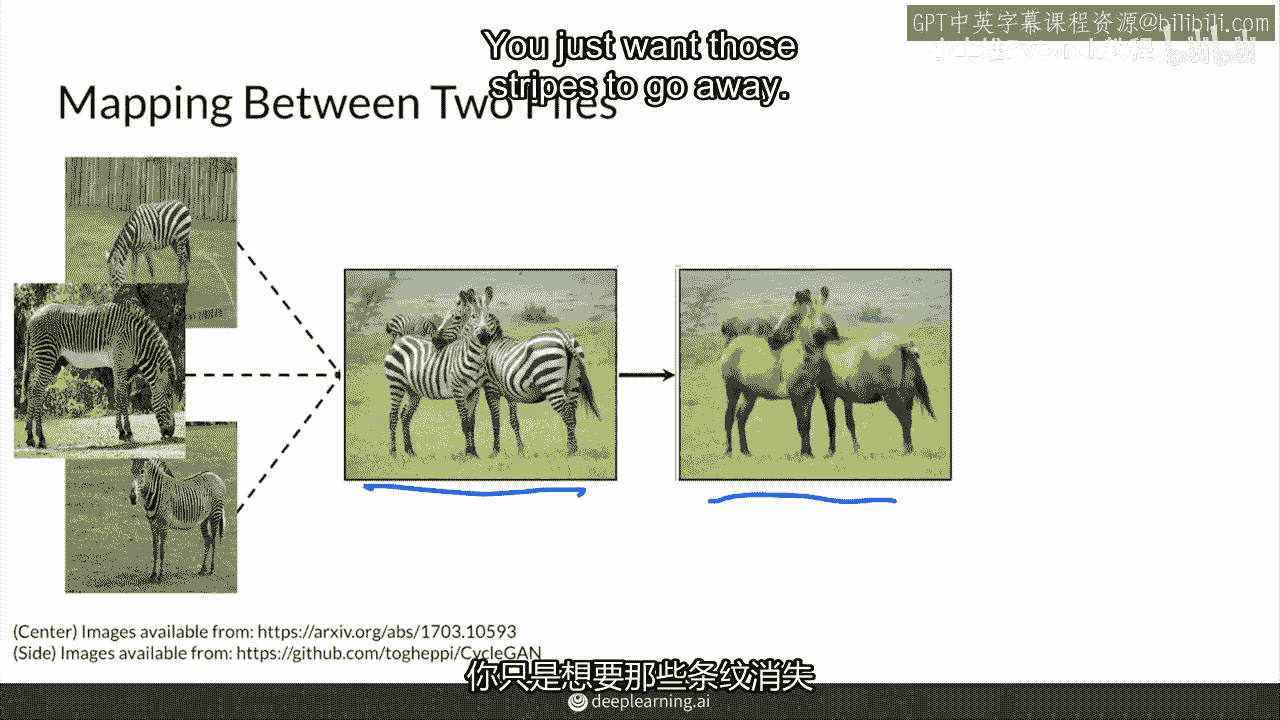 GPT中英字幕课程资源@bilibili.com
You just want those
stripes to go away.
Mapping Between Two Piles
(Center) Images available from: https://arxiv.org/abs/1703.10593
(Side) Images available from: https://github.com/togheppi/CycleGAN
你只是想要那些条纹消失
deeplearning.ai